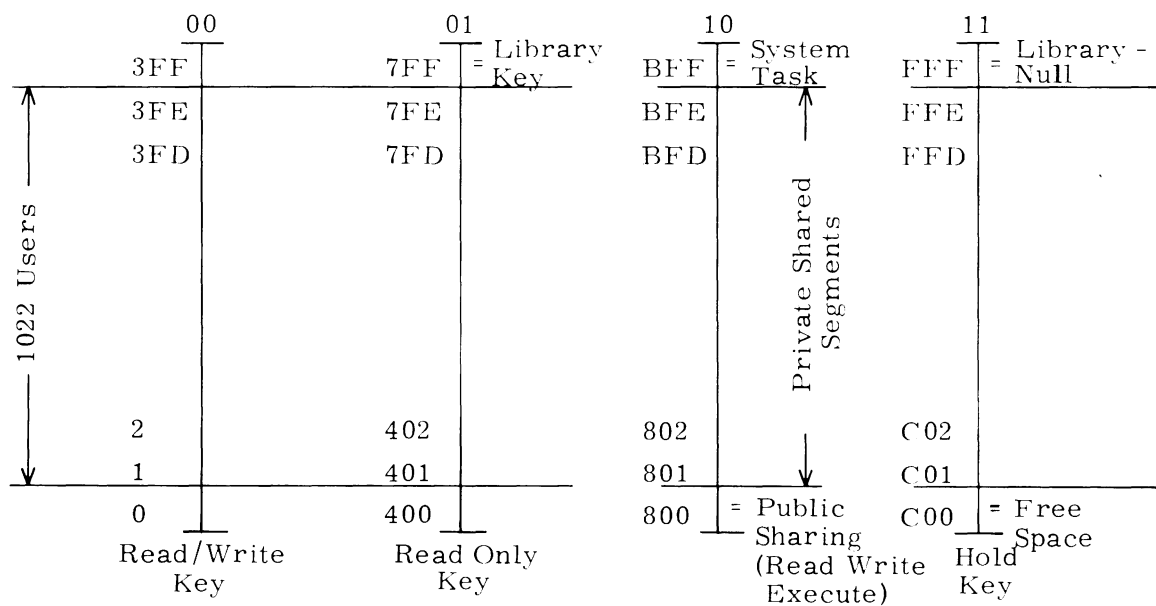 00 01 10 11
3FF 7FF = Library Key BFF = System Task FFF = Library - Null
3FE 7FE BFE FFE
3FD 7FD BFD FFD
1022 Users
Private Shared Segments
2 402 802 C02
1 401 801 C01
0 400 800 = Public Sharing (Read Write Execute) C00 = Free Space
Read/Write Key
Read Only Key
Hold Key